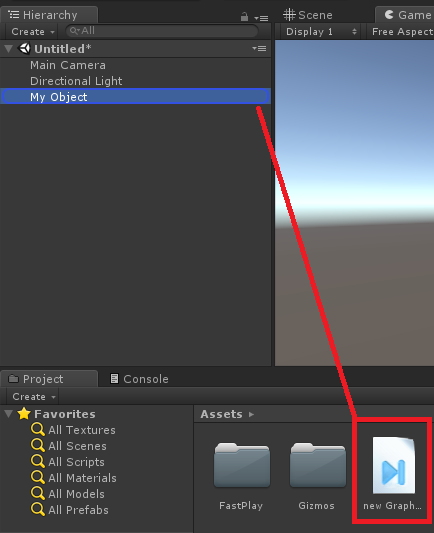 Hierarchy
Scene
Game
Create
All
Display 1
Free Aspect
Untitled*
Main Camera
Directional Light
My Object
Project
Console
Create
Favorites
Assets
All Textures
All Scenes
All Scripts
All Materials
All Models
All Prefabs
FastPlay
Gizmos
new Graph...